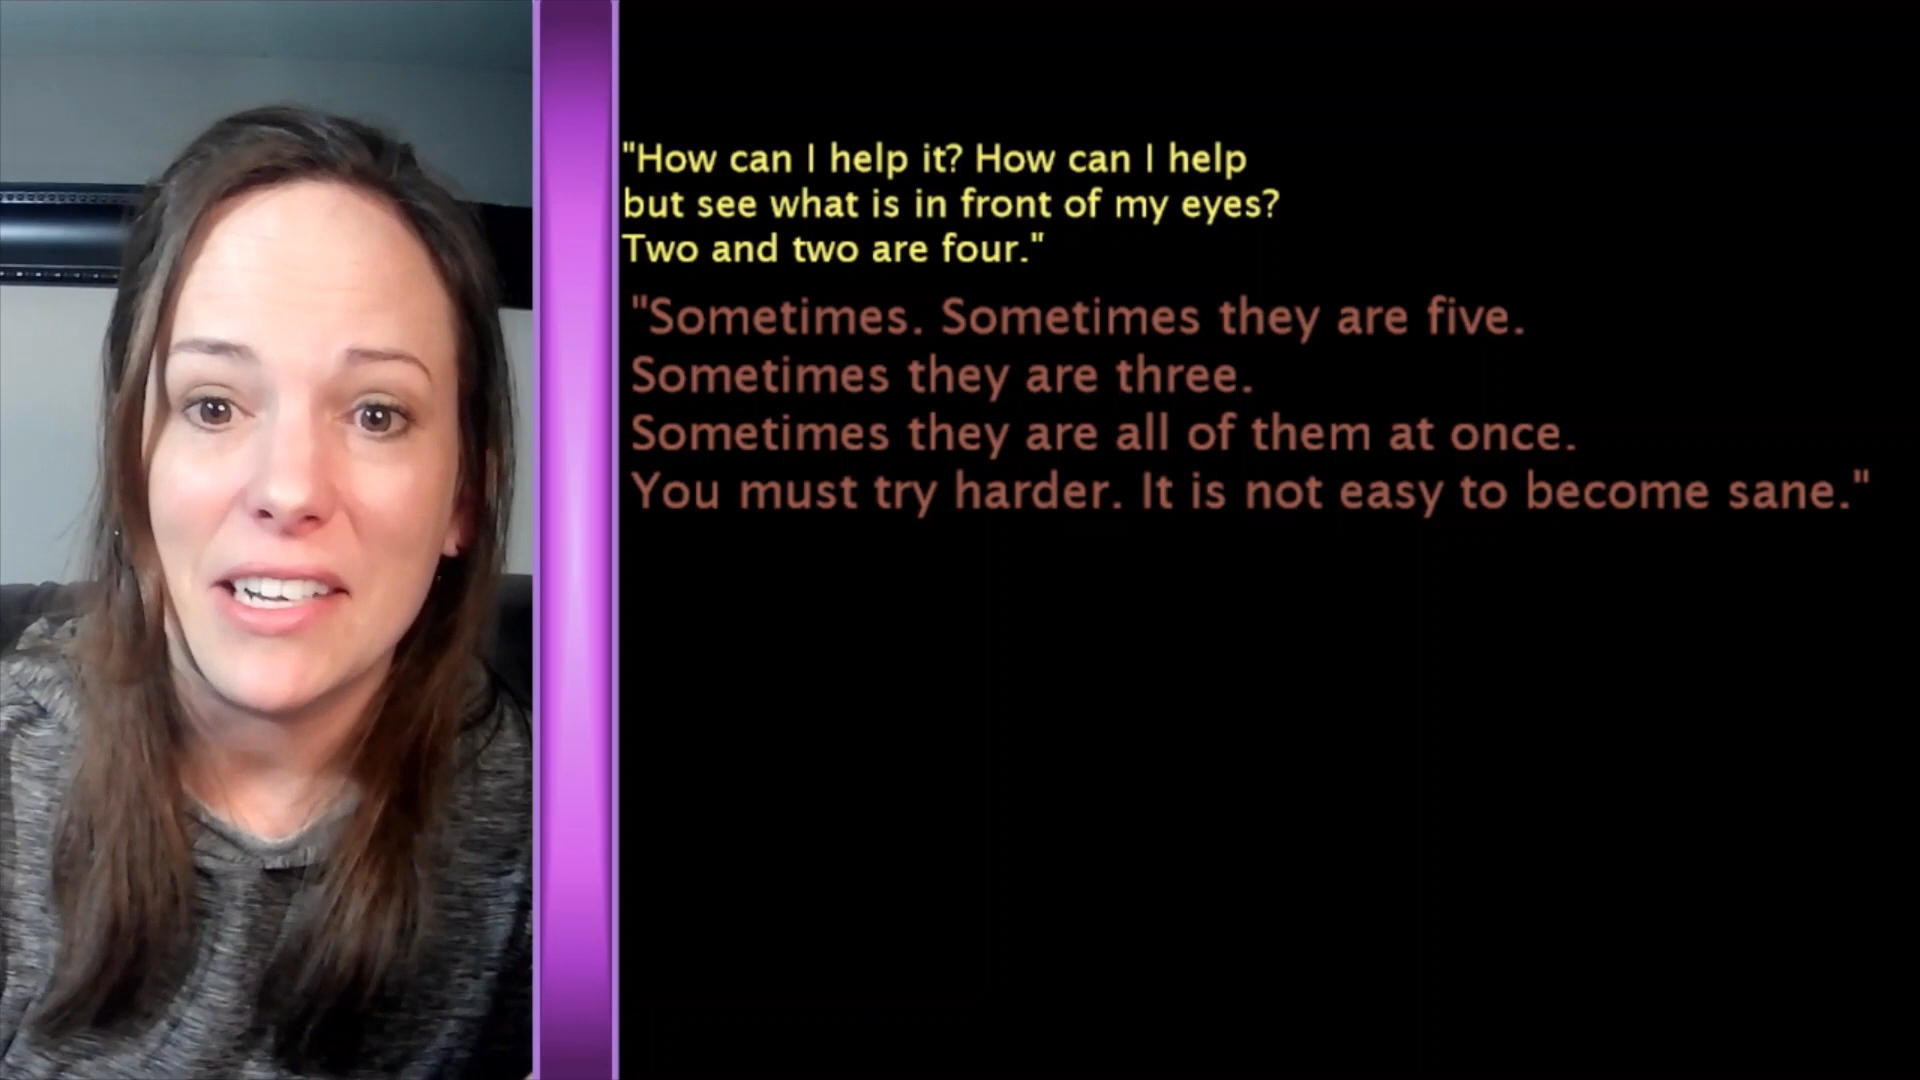 "How can I help it? How can I help
but see what is in front of my eyes?
Two and two are four."
"Sometimes. Sometimes they are five.
Sometimes they are three.
Sometimes they are all of them at once.
You must try harder. It is not easy to become sane."